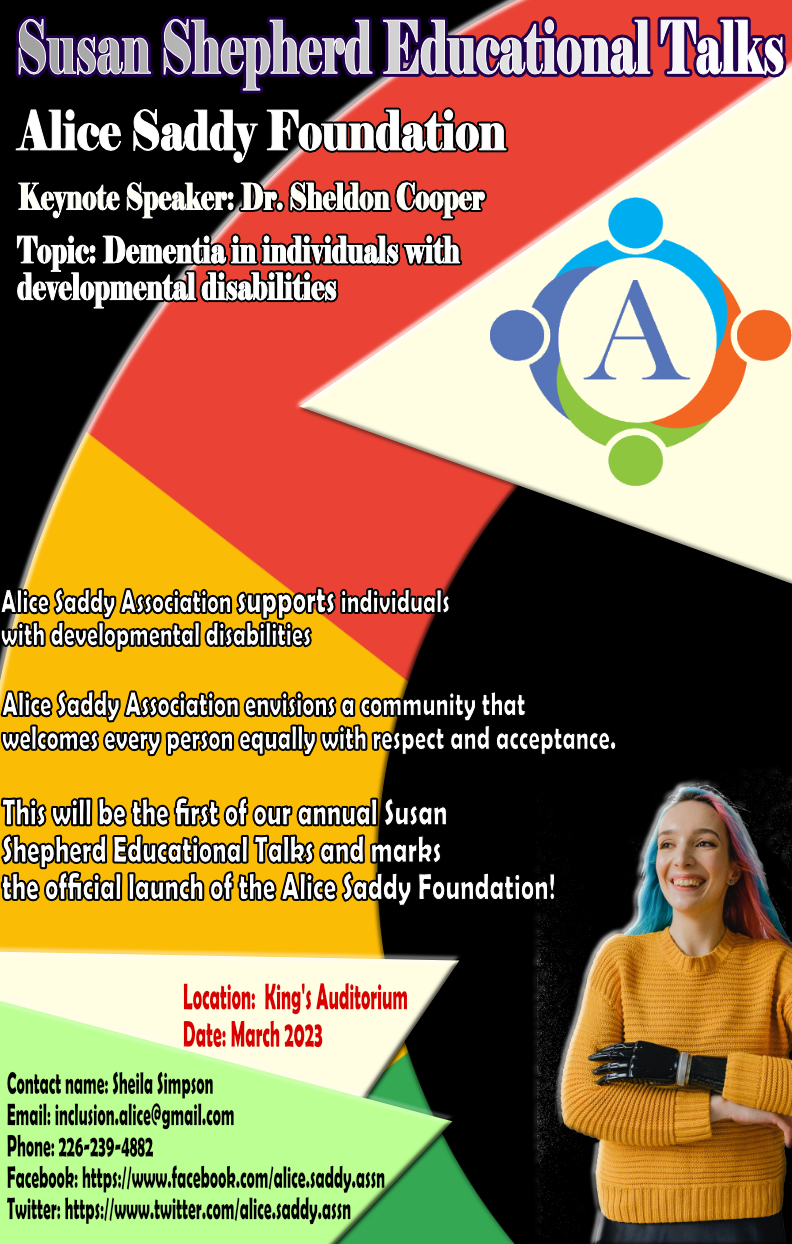 Susan Shepherd Educational Talks
Alice Saddy Foundation
Keynote Speaker: Dr. Sheldon Cooper
Topic: Dementia in individuals with
developmental disabilities
A
Alice Saddy Association supports individuals
with developmental disabilities
Alice Saddy Association envisions a community that
welcomes every person equally with respect and acceptance.
This will be the first of our annual Susan
Shepherd Educational Talks and marks
the official launch of the Alice Saddy Foundation!
Location: King's Auditorium
Date: March 2023
Contact name: Sheila Simpson
Email: inclusion.alice@gmail.com
Phone: 226-239-4882
Facebook: https://www.facebook.com/alice.saddy.assn
Twitter: https://www.twitter.com/alice.saddy.assn